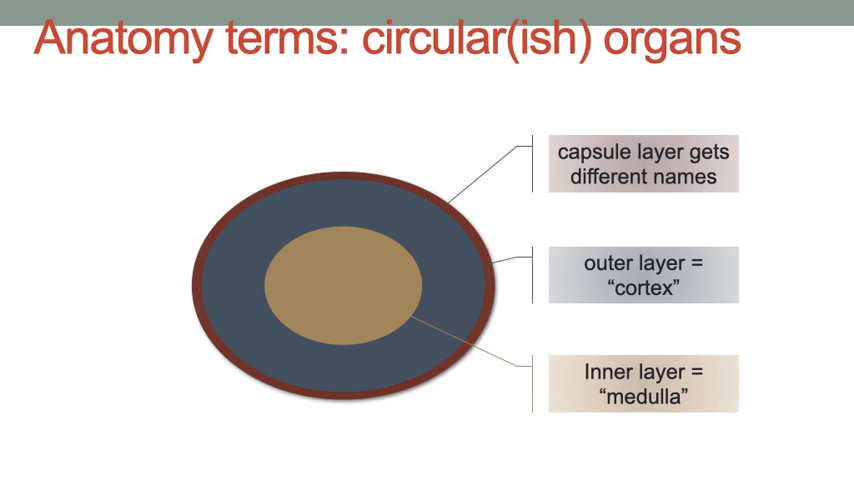 Anatomy terms: circular(ish) organs
capsule layer gets
different names
outer layer =
“cortex”
Inner layer =
“medulla”